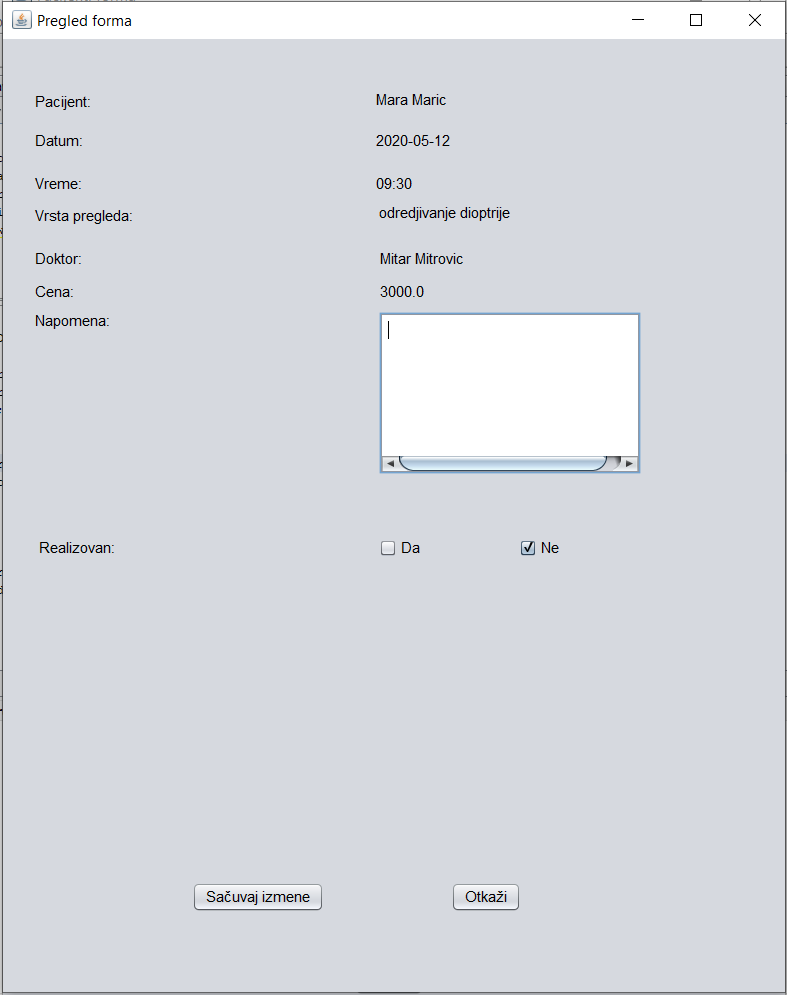 Pregled forma
Pacijent: Mara Maric
Datum: 2020-05-12
Vreme: 09:30
Vrsta pregleda: odredjivanje dioptrije
Doktor: Mitar Mitrovic
Cena: 3000.0
Napomena:
Realizovan: Da Ne
Sačuvaj izmene Otkaži